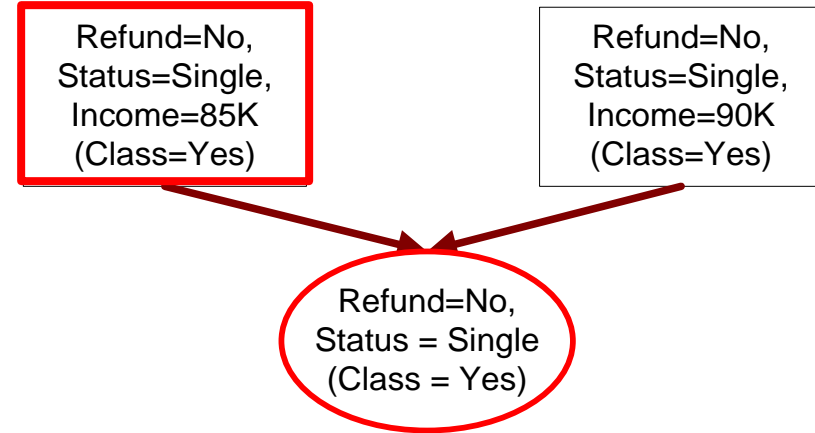 Refund=No,
Status=Single,
Income=85K
(Class=Yes)
Refund=No,
Status=Single,
Income=90K
(Class=Yes)
Refund=No,
Status = Single
(Class = Yes)